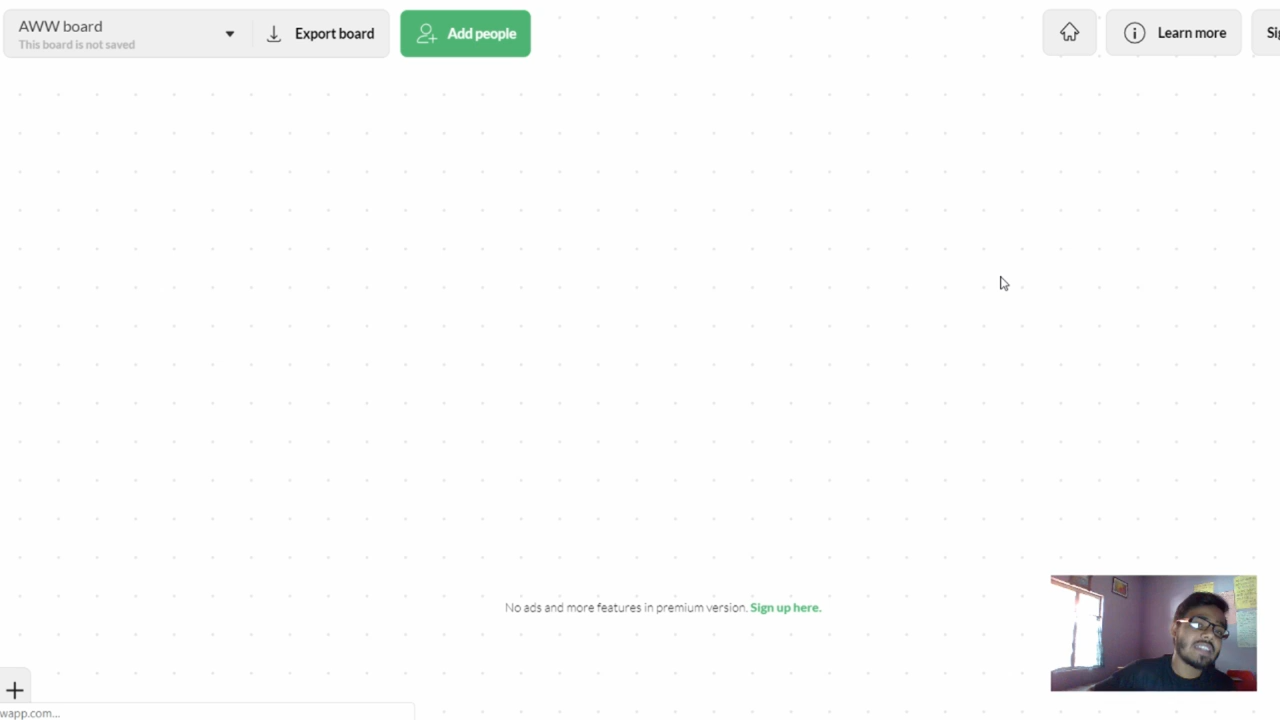 AWW board
This board is not saved
Export board
Add people
Learn more
Sig
No ads and more features in premium version. Sign up here.
wapp.com...